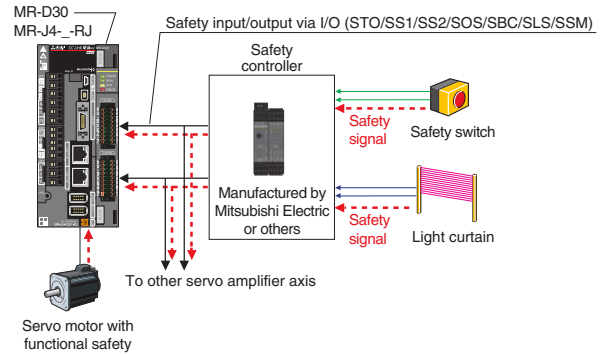 MR-D30
MR-J4-_-RJ
Safety input/output via I/O (STO/SS1/SS2/SOS/SBC/SLS/SSM)
Safety
controller
Safety
signal
Safety switch
Manufactured by
Mitsubishi Electric
or others
Safety
signal
Light curtain
To other servo amplifier axis
Servo motor with
functional safety